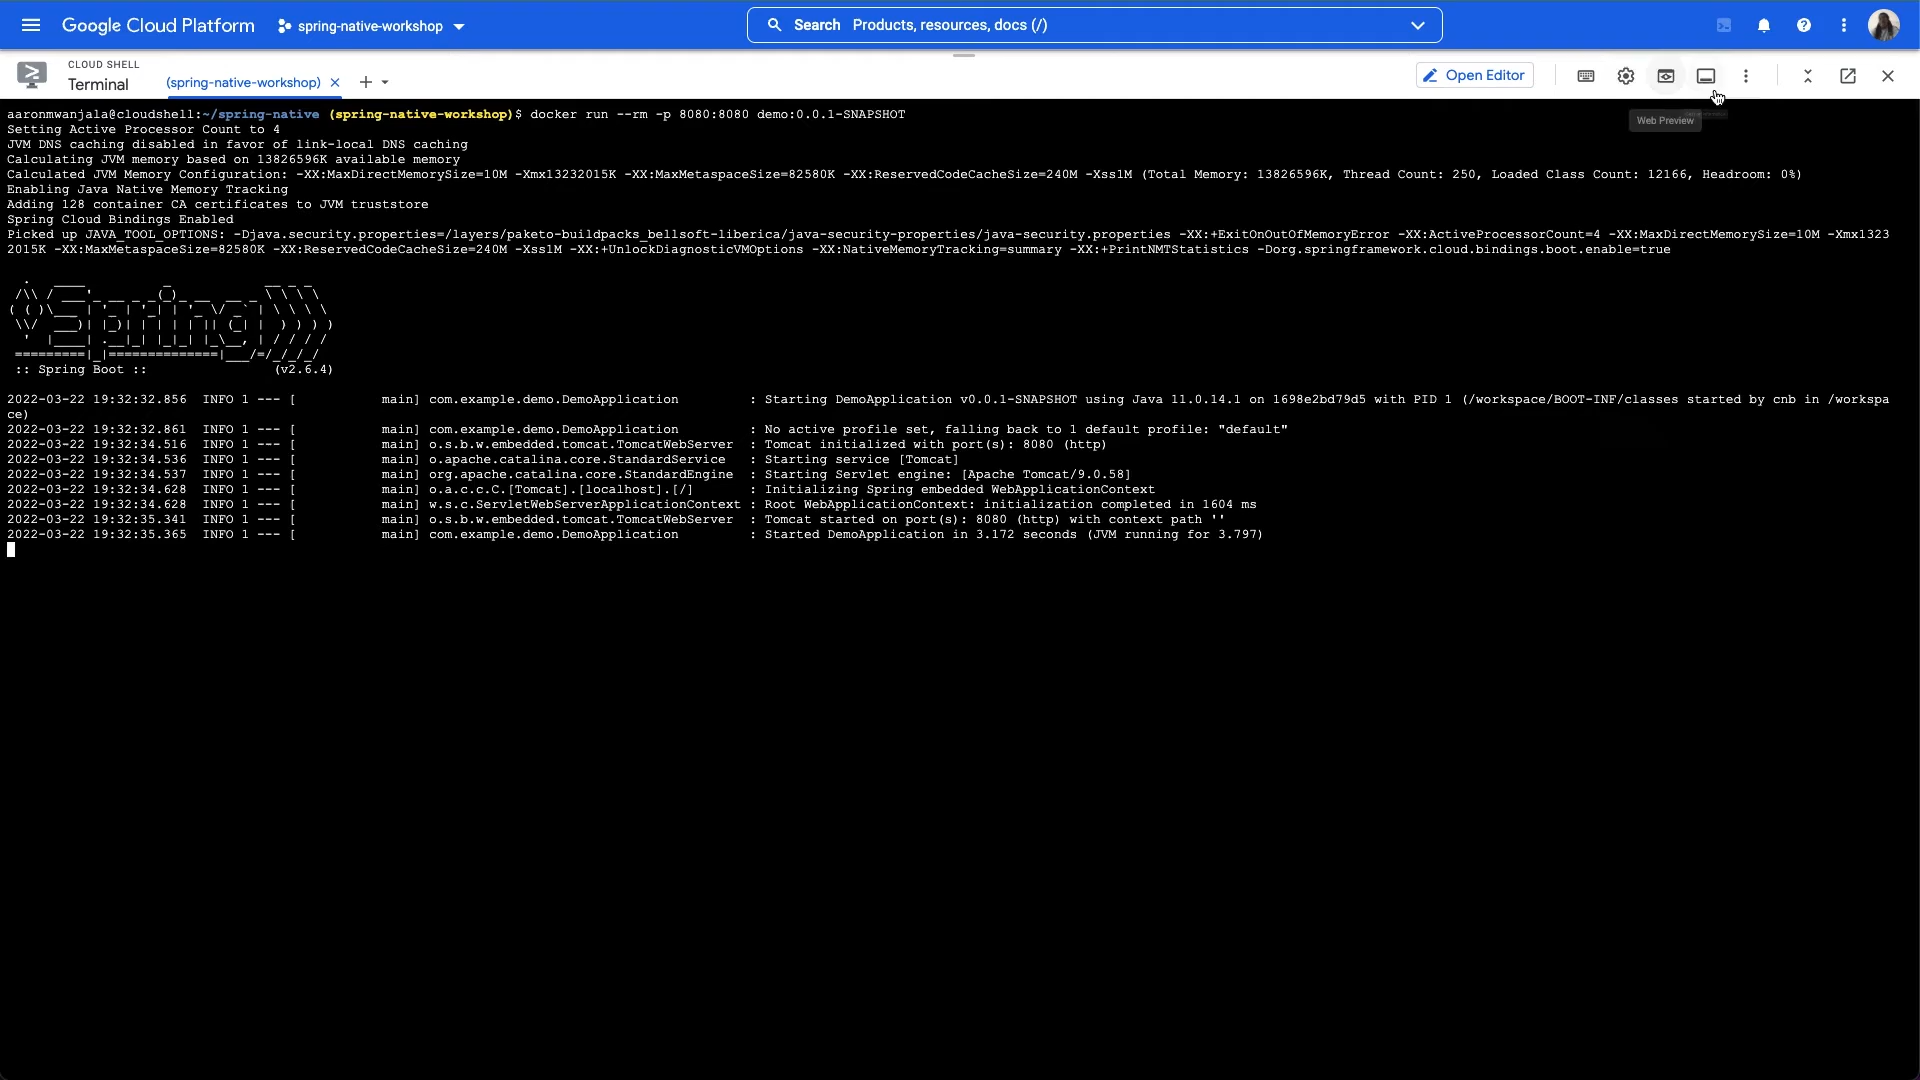 Google Cloud Platform
spring-native-workshop
Search Products, resources, docs (/)
CLOUD SHELL
Terminal
(spring-native-workshop)
Open Editor
Web Preview
aaronmwanjala@cloudshell:~/spring-native (spring-native-workshop)$ docker run --rm -p 8080:8080 demo:0.0.1-SNAPSHOT
Setting Active Processor Count to 4
JVM DNS caching disabled in favor of link-local DNS caching
Calculating JVM memory based on 13826596K available memory
Calculated JVM Memory Configuration: -XX:MaxDirectMemorySize=10M -Xmx13232015K -XX:MaxMetaspaceSize=82580K -XX:ReservedCodeCacheSize=240M -Xss1M (Total Memory: 13826596K, Thread Count: 250, Loaded Class Count: 12166, Headroom: 0%)
Enabling Java Native Memory Tracking
Adding 128 container CA certificates to JVM truststore
Spring Cloud Bindings Enabled
Picked up JAVA_TOOL_OPTIONS: -Djava.security.properties=/layers/paketo-buildpacks_bellsoft-liberica/java-security-properties/java-security.properties -XX:+ExitOnOutOfMemoryError -XX:ActiveProcessorCount=4 -XX:MaxDirectMemorySize=10M -Xmx1323
2015K -XX:MaxMetaspaceSize=82580K -XX:ReservedCodeCacheSize=240M -Xss1M -XX:+UnlockDiagnosticVMOptions -XX:NativeMemoryTracking=summary -XX:+PrintNMTStatistics -Dorg.springframework.cloud.bindings.boot.enable=true
  .   ____          _            __ _ _
 /\\ / ___'_ __ _ _(_)_ __  __ _ \ \ \ \
( ( )\___ | '_ | '_| | '_ \/ _` | \ \ \ \
 \\/  ___)| |_)| | | | | || (_| |  ) ) ) )
  '  |____| .__|_| |_|_| |_\__, | / / / /
 =========|_|==============|___/=/_/_/_/
 :: Spring Boot ::                (v2.6.4)
2022-03-22 19:32:32.856  INFO 1 --- [           main] com.example.demo.DemoApplication         : Starting DemoApplication v0.0.1-SNAPSHOT using Java 11.0.14.1 on 1698e2bd79d5 with PID 1 (/workspace/BOOT-INF/classes started by cnb in /workspa
ce)
2022-03-22 19:32:32.861  INFO 1 --- [           main] com.example.demo.DemoApplication         : No active profile set, falling back to 1 default profile: "default"
2022-03-22 19:32:34.516  INFO 1 --- [           main] o.s.b.w.embedded.tomcat.TomcatWebServer  : Tomcat initialized with port(s): 8080 (http)
2022-03-22 19:32:34.536  INFO 1 --- [           main] o.apache.catalina.core.StandardService   : Starting service [Tomcat]
2022-03-22 19:32:34.537  INFO 1 --- [           main] org.apache.catalina.core.StandardEngine  : Starting Servlet engine: [Apache Tomcat/9.0.58]
2022-03-22 19:32:34.628  INFO 1 --- [           main] o.a.c.c.C.[Tomcat].[localhost].[/]       : Initializing Spring embedded WebApplicationContext
2022-03-22 19:32:34.628  INFO 1 --- [           main] w.s.c.ServletWebServerApplicationContext : Root WebApplicationContext: initialization completed in 1604 ms
2022-03-22 19:32:35.341  INFO 1 --- [           main] o.s.b.w.embedded.tomcat.TomcatWebServer  : Tomcat started on port(s): 8080 (http) with context path ''
2022-03-22 19:32:35.365  INFO 1 --- [           main] com.example.demo.DemoApplication         : Started DemoApplication in 3.172 seconds (JVM running for 3.797)